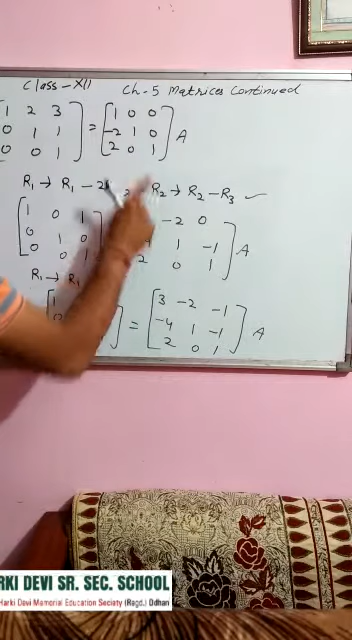 Class-XII Ch-5 Matrices Continued
1 2 3 1 0 0
0 1 1 = -2 1 0 A
0 0 1 2 0 1
R₁ → R₁ - 2 R₂ → R₂ - R₃
1 0 1 -2 0
0 1 0 1 -1 A
0 0 1 2 0 1
R₁ → R₁
3 -2 -1
= -4 1 -1 A
2 0 1
RKI DEVI SR. SEC. SCHOOL
Harki Devi Memorial Education Society (Regd.) Odhan